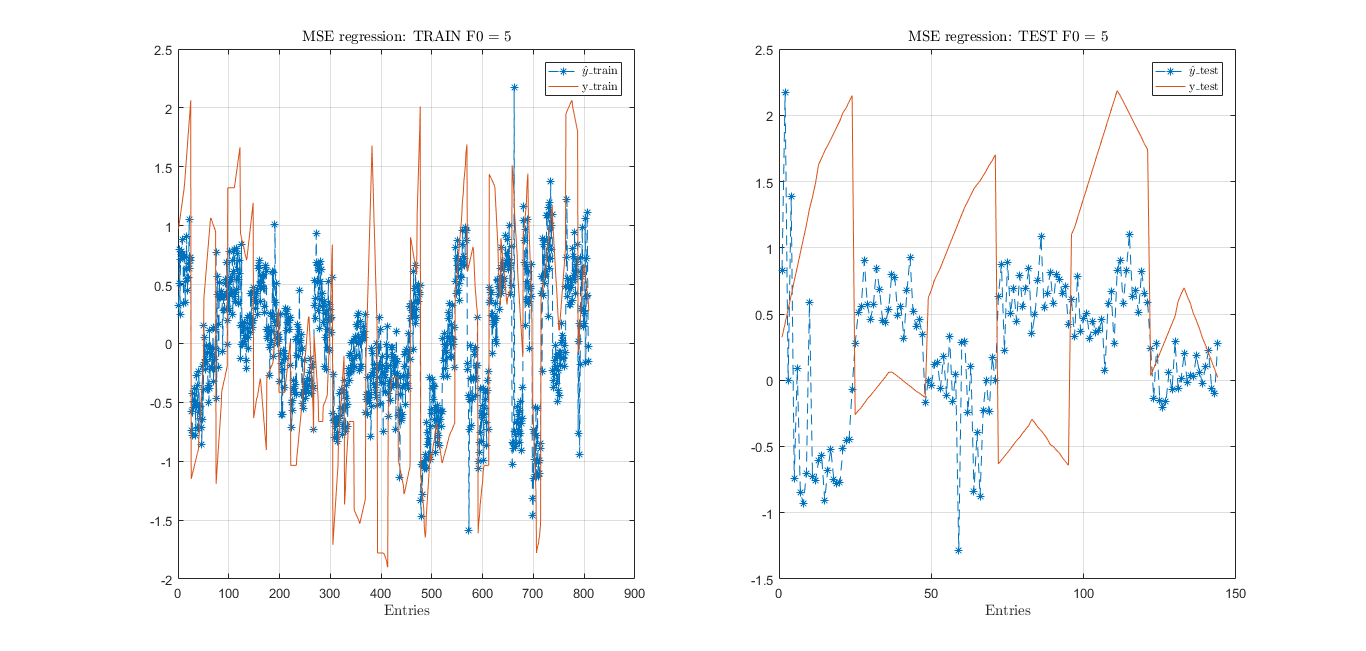 MSE regression: TRAIN F0 = 5
2.5
2
1.5
1
0.5
0
-0.5
-1
-1.5
-2
0 100 200 300 400 500 600 700 800 900
Entries
ŷ_train
y_train
MSE regression: TEST F0 = 5
2.5
2
1.5
1
0.5
0
-0.5
-1
-1.5
0 50 100 150
Entries
ŷ_test
y_test